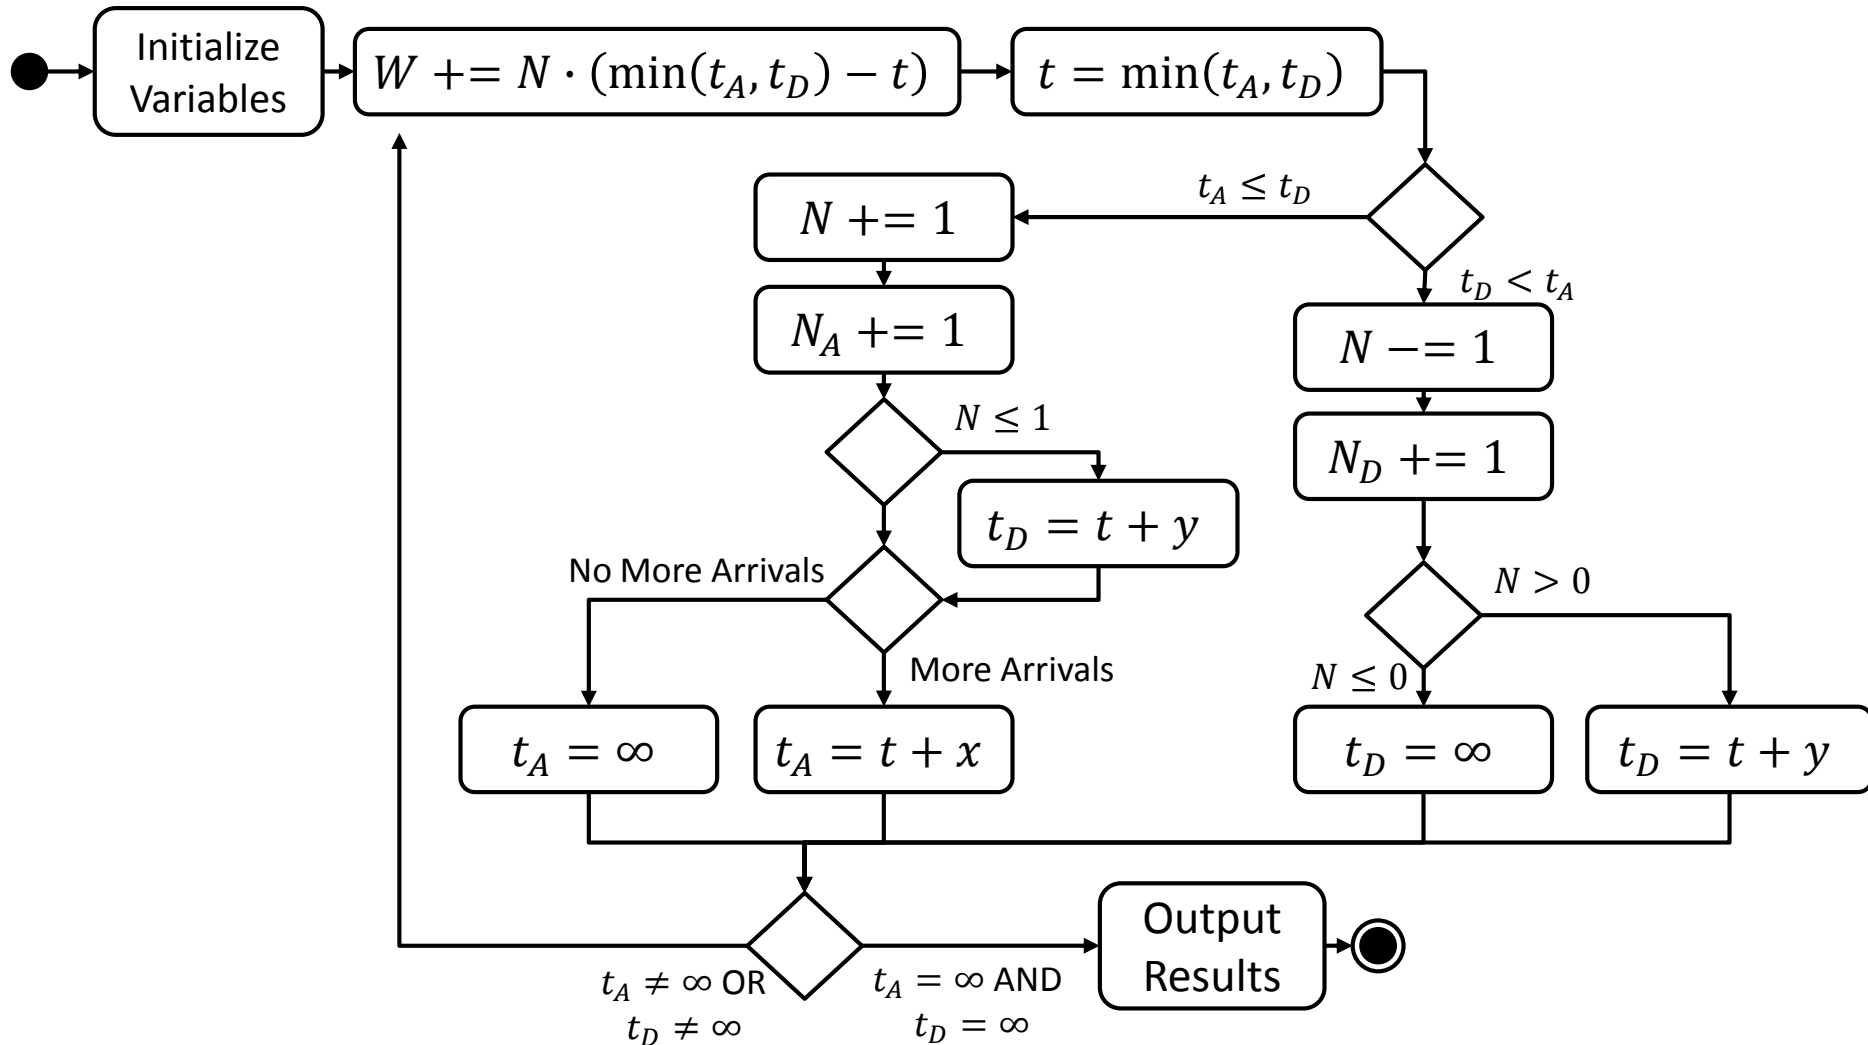 Initialize
Variables
W += N · (min(t_A, t_D) − t)
t = min(t_A, t_D)
t_A ≤ t_D
N += 1
t_D < t_A
N_A += 1
N −= 1
N ≤ 1
N_D += 1
t_D = t + y
No More Arrivals
N > 0
More Arrivals
N ≤ 0
t_A = ∞
t_A = t + x
t_D = ∞
t_D = t + y
Output
Results
t_A ≠ ∞ OR
t_D ≠ ∞
t_A = ∞ AND
t_D = ∞